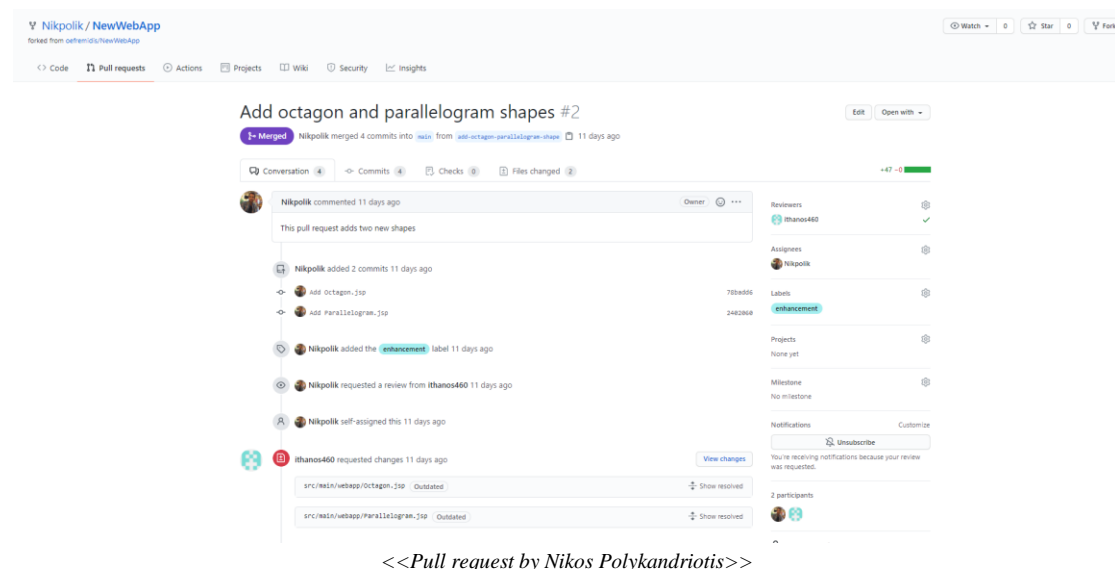 Nikpolik / NewWebApp
forked from oefremidis/NewWebApp
Watch 0 Star 0 Fork
Code Pull requests Actions Projects Wiki Security Insights
Add octagon and parallelogram shapes #2
Edit Open with
Merged Nikpolik merged 4 commits into main from add-octagon-parallelogram-shape 11 days ago
Conversation 4 Commits 4 Checks 0 Files changed 2
+47 −0
Nikpolik commented 11 days ago Owner
This pull request adds two new shapes
Nikpolik added 2 commits 11 days ago
Add Octagon.jsp 78badd6
Add Parallelogram.jsp 2402060
Nikpolik added the enhancement label 11 days ago
Nikpolik requested a review from ithanos460 11 days ago
Nikpolik self-assigned this 11 days ago
ithanos460 requested changes 11 days ago View changes
src/main/webapp/Octagon.jsp Outdated Show resolved
src/main/webapp/Parallelogram.jsp Outdated Show resolved
Reviewers
ithanos460
Assignees
Nikpolik
Labels
enhancement
Projects
None yet
Milestone
No milestone
Notifications Customize
Unsubscribe
You're receiving notifications because your review
was requested.
2 participants
<<Pull request by Nikos Polykandriotis>>